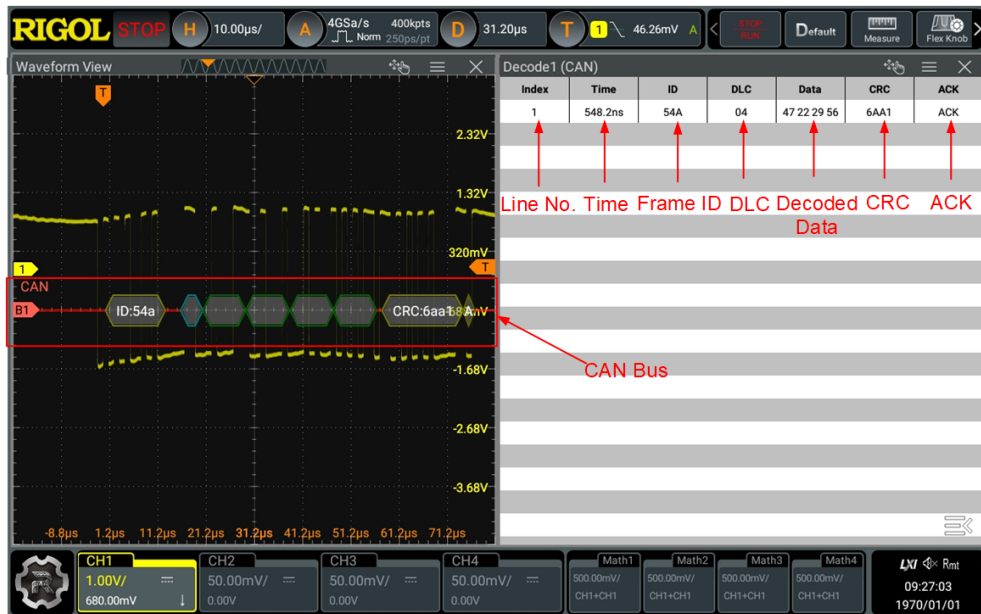 RIGOL STOP H 10.00μs/ A 4GSa/s 400kpts Norm 250ps/pt D 31.20μs T 1 46.26mV A STOP RUN Default Measure Flex Knob
Waveform View
Decode1 (CAN)
Index Time ID DLC Data CRC ACK
1 548.2ns 54A 04 47 22 29 56 6AA1 ACK
Line No. Time Frame ID DLC Decoded Data CRC ACK
T
2.32V
1.32V
320mV
1
T
CAN
B1 ID:54a CRC:6aa1 A
CAN Bus
-1.68V
-2.68V
-3.68V
-8.8μs 1.2μs 11.2μs 21.2μs 31.2μs 41.2μs 51.2μs 61.2μs 71.2μs
CH1 CH2 CH3 CH4 Math1 Math2 Math3 Math4
1.00V/ 50.00mV/ 50.00mV/ 50.00mV/ 500.00mV/ 500.00mV/ 500.00mV/ 500.00mV/
680.00mV 0.00V 0.00V 0.00V CH1+CH1 CH1+CH1 CH1+CH1 CH1+CH1
LXI Rmt
09:27:03
1970/01/01